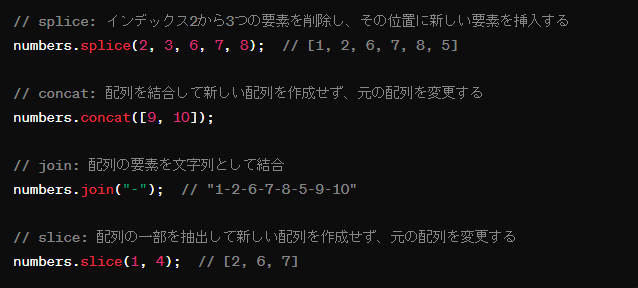 // splice: インデックス2から3つの要素を削除し、その位置に新しい要素を挿入する
numbers.splice(2, 3, 6, 7, 8);  // [1, 2, 6, 7, 8, 5]
// concat: 配列を結合して新しい配列を作成せず、元の配列を変更する
numbers.concat([9, 10]);
// join: 配列の要素を文字列として結合
numbers.join("-");  // "1-2-6-7-8-5-9-10"
// slice: 配列の一部を抽出して新しい配列を作成せず、元の配列を変更する
numbers.slice(1, 4);  // [2, 6, 7]